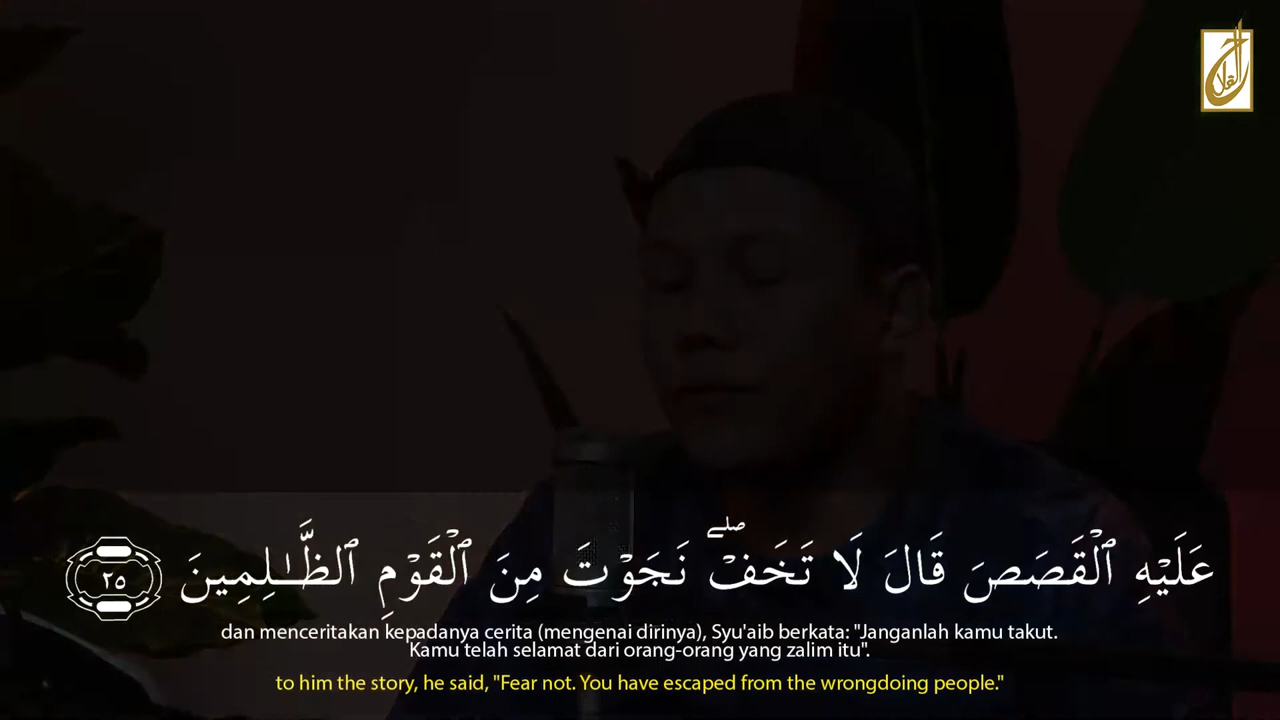 عَلَيْهِ ٱلْقَصَصَ قَالَ لَا تَخَفْ ۖ نَجَوْتَ مِنَ ٱلْقَوْمِ ٱلظَّـٰلِمِينَ ٢٥
dan menceritakan kepadanya cerita (mengenai dirinya), Syu'aib berkata: "Janganlah kamu takut.
Kamu telah selamat dari orang-orang yang zalim itu".
to him the story, he said, "Fear not. You have escaped from the wrongdoing people."